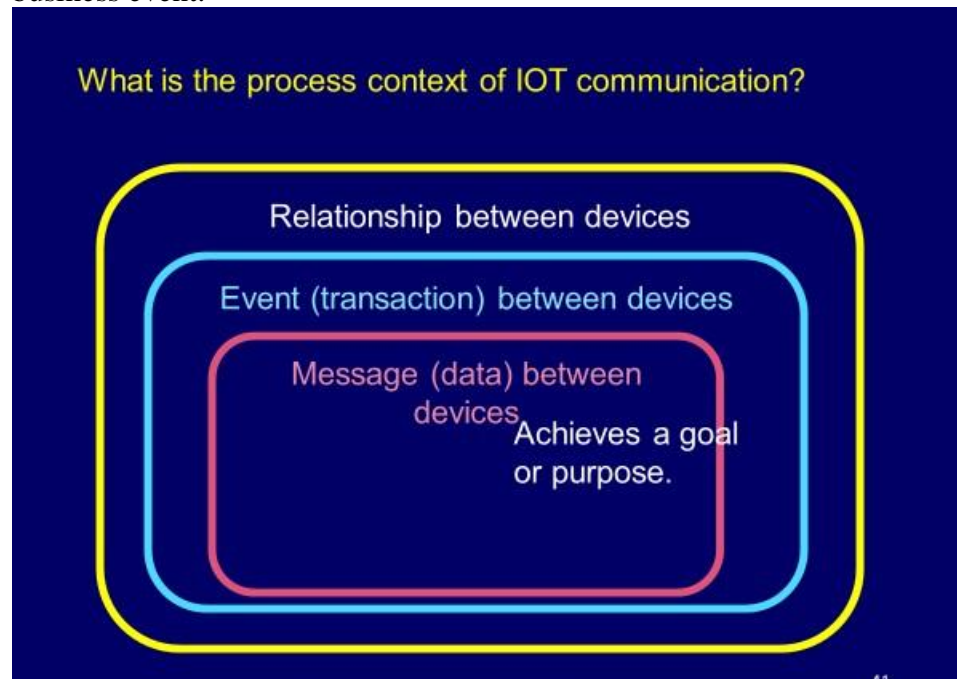 What is the process context of IOT communication?
Relationship between devices
Event (transaction) between devices
Message (data) between
devices
Achieves a goal
or purpose.